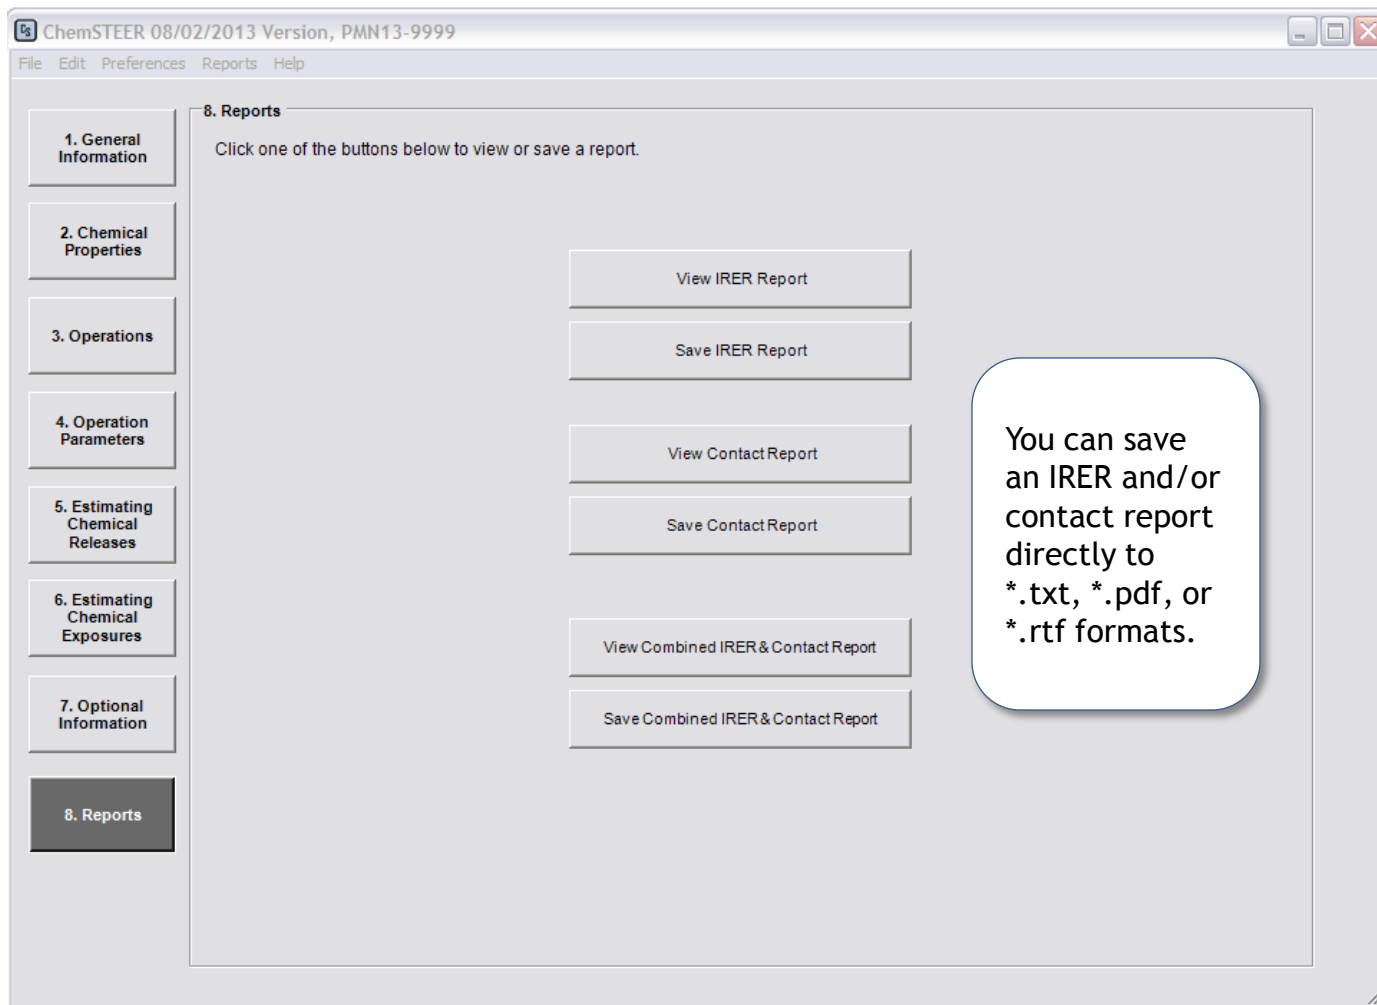 ChemSTEER 08/02/2013 Version, PMN13-9999
File Edit Preferences Reports Help
1. General
Information
2. Chemical
Properties
3. Operations
4. Operation
Parameters
5. Estimating
Chemical
Releases
6. Estimating
Chemical
Exposures
7. Optional
Information
8. Reports
8. Reports
Click one of the buttons below to view or save a report.
View IRER Report
Save IRER Report
View Contact Report
Save Contact Report
View Combined IRER & Contact Report
Save Combined IRER & Contact Report
You can save
an IRER and/or
contact report
directly to
*.txt, *.pdf, or
*.rtf formats.